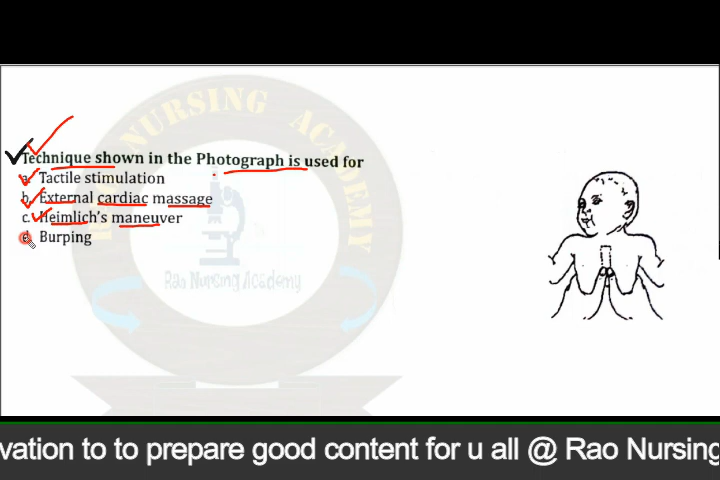 RAO NURSING ACADEMY
Technique shown in the Photograph is used for
a. Tactile stimulation
b. External cardiac massage
c. Heimlich's maneuver
Burping
Rao Nursing Academy
vation to to prepare good content for u all @ Rao Nursing